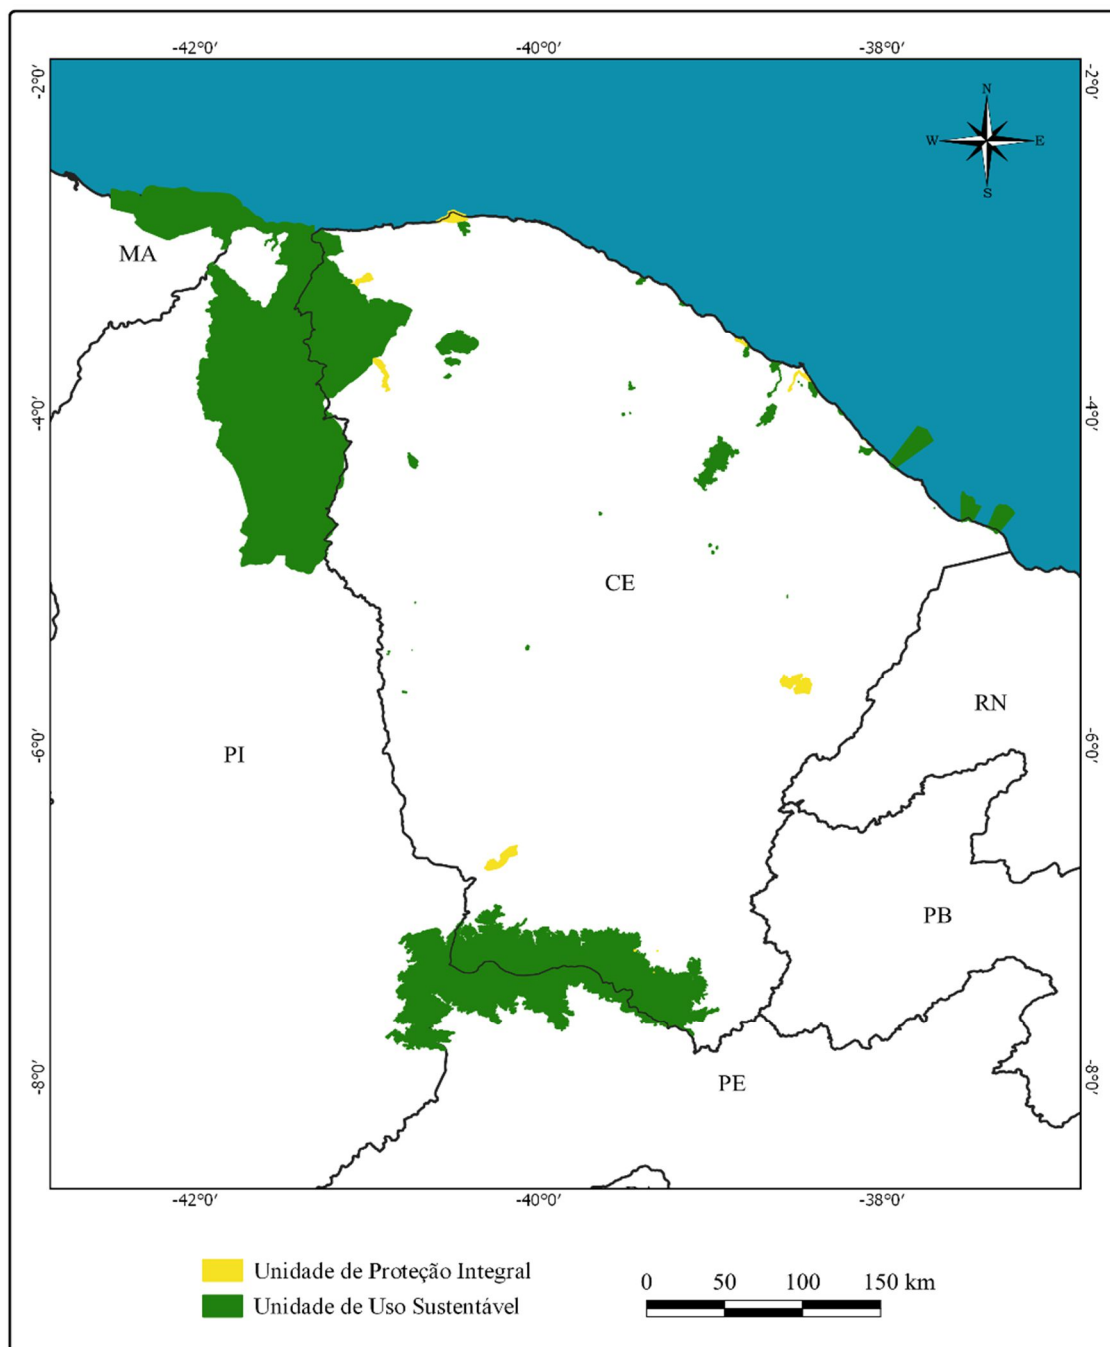 -42°0′ -40°0′ -38°0′
-2°0′ -2°0′
N
W E
S
MA
-4°0′ -4°0′
CE
RN
PI
-6°0′ -6°0′
PB
PE
-8°0′ -8°0′
-42°0′ -40°0′ -38°0′
Unidade de Proteção Integral
0 50 100 150 km
Unidade de Uso Sustentável